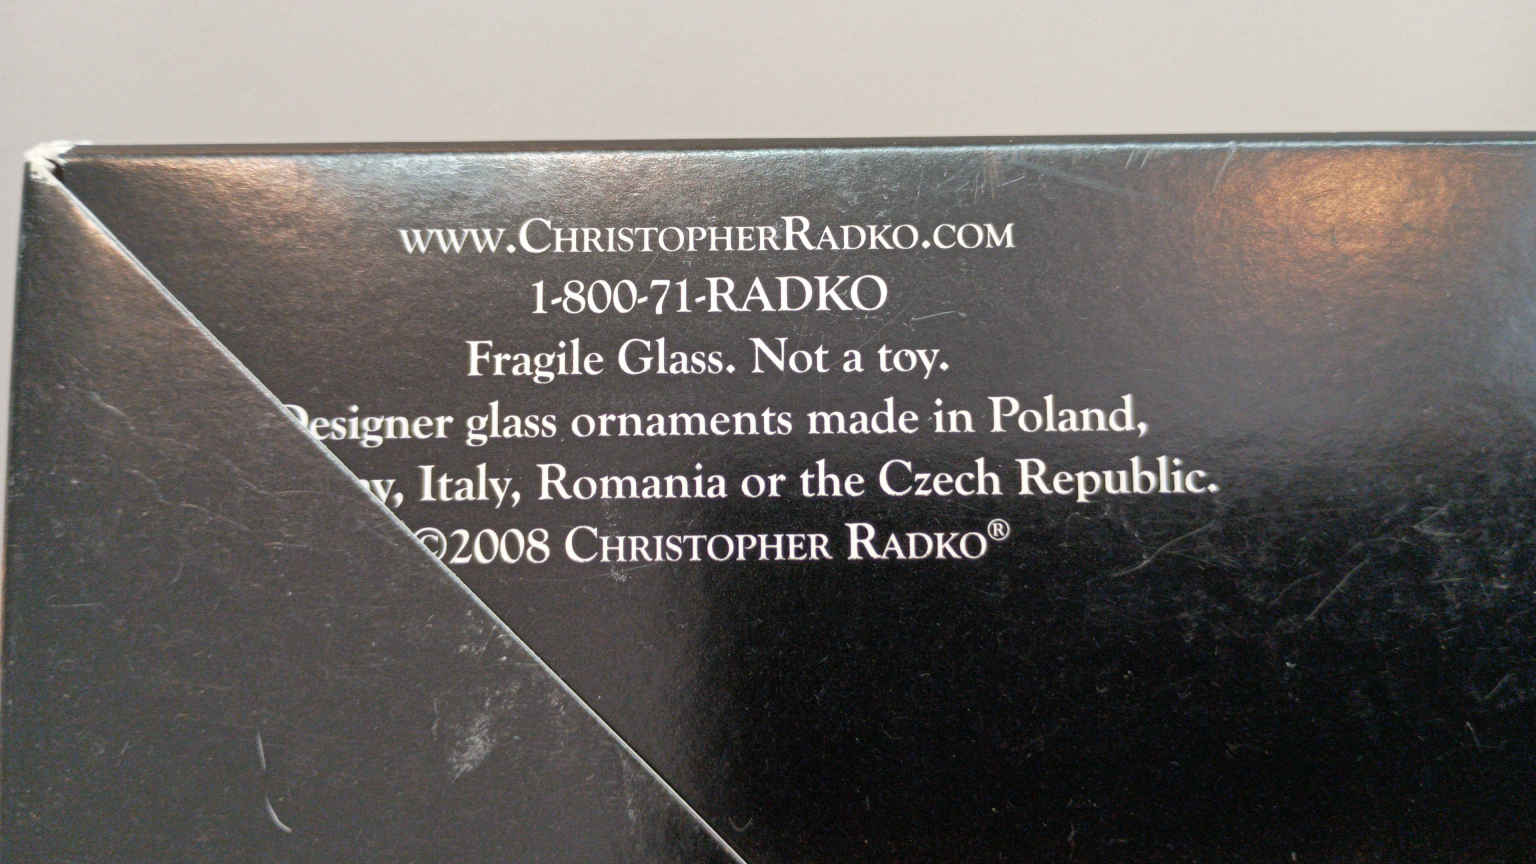 www.ChristopherRadko.com
1-800-71-RADKO
Fragile Glass. Not a toy.
Designer glass ornaments made in Poland,
Italy, Romania or the Czech Republic.
©2008 Christopher Radko®